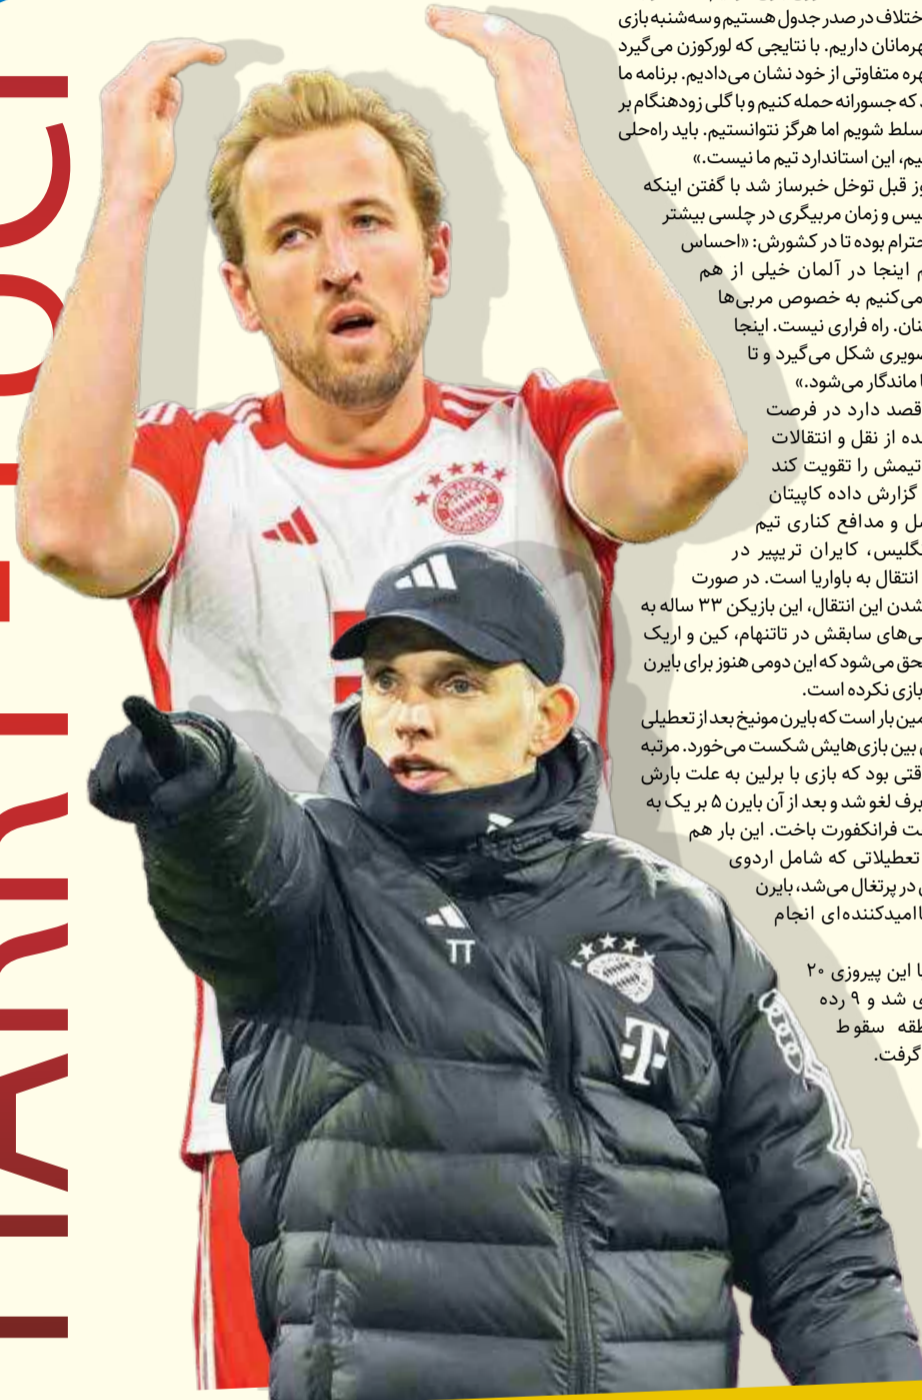 ختلاف در صدر جدول هستیم و سه‌شنبه بازی
هرمانان داریم. با نتایجی که لورکوزن می‌گیرد
هره متفاوتی از خود نشان می‌دادیم. برنامه ما
د که جسورانه حمله کنیم و با گلی زودهنگام بر
سلط شویم اما هرگز نتوانستیم. باید راه‌حلی
یم، این استاندارد تیم ما نیست.»
وز قبل توخل خبرساز شد با گفتن اینکه
یس و زمان مربیگری در چلسی بیشتر
حترام بوده تا در کشورش: «احساس
م اینجا در آلمان خیلی از هم
می‌کنیم به خصوص مربی‌ها
نان. راه فراری نیست. اینجا
صویری شکل می‌گیرد و تا
ا ماندگار می‌شود.»
قصد دارد در فرصت
ده از نقل و انتقالات
تیمش را تقویت کند
گزارش داده کاپیتان
ل و مدافع کناری تیم
گلیس، کایران تریپیر در
انتقال به باواریا است. در صورت
شدن این انتقال، این بازیکن ۳۳ ساله به
ی‌های سابقش در تاتنهام، کین و اریک
حق می‌شود که این دومی هنوز برای بایرن
بازی نکرده است.
مین بار است که بایرن مونیخ بعد از تعطیلی
ی بین بازی‌هایش شکست می‌خورد. مرتبه
قتی بود که بازی با برلین به علت بارش
برف لغو شد و بعد از آن بایرن ۵ بر یک به
ت فرانکفورت باخت. این بار هم
تعطیلاتی که شامل اردوی
ی در پرتغال می‌شد، بایرن
اامیدکننده‌ای انجام
ا این پیروزی ۲۰
ی شد و ۹ رده
طقه سقوط
گرفت.
TT
T